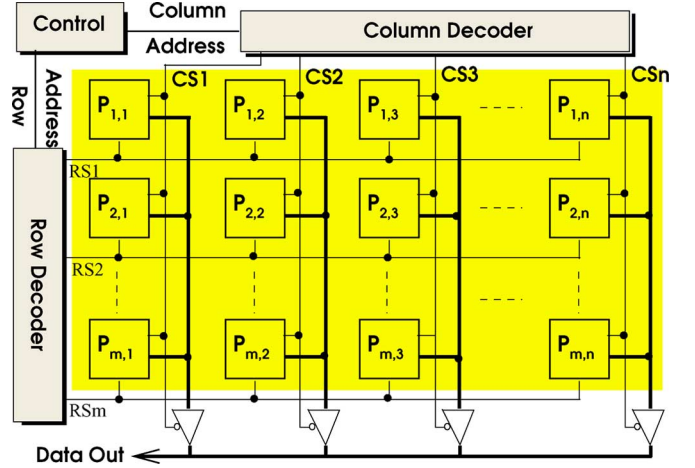 Control
Column
Address
Column Decoder
Row
Address
CS1 CS2 CS3 CSn
P1,1 P1,2 P1,3 P1,n
RS1
P2,1 P2,2 P2,3 P2,n
Row Decoder
RS2
Pm,1 Pm,2 Pm,3 Pm,n
RSm
Data Out